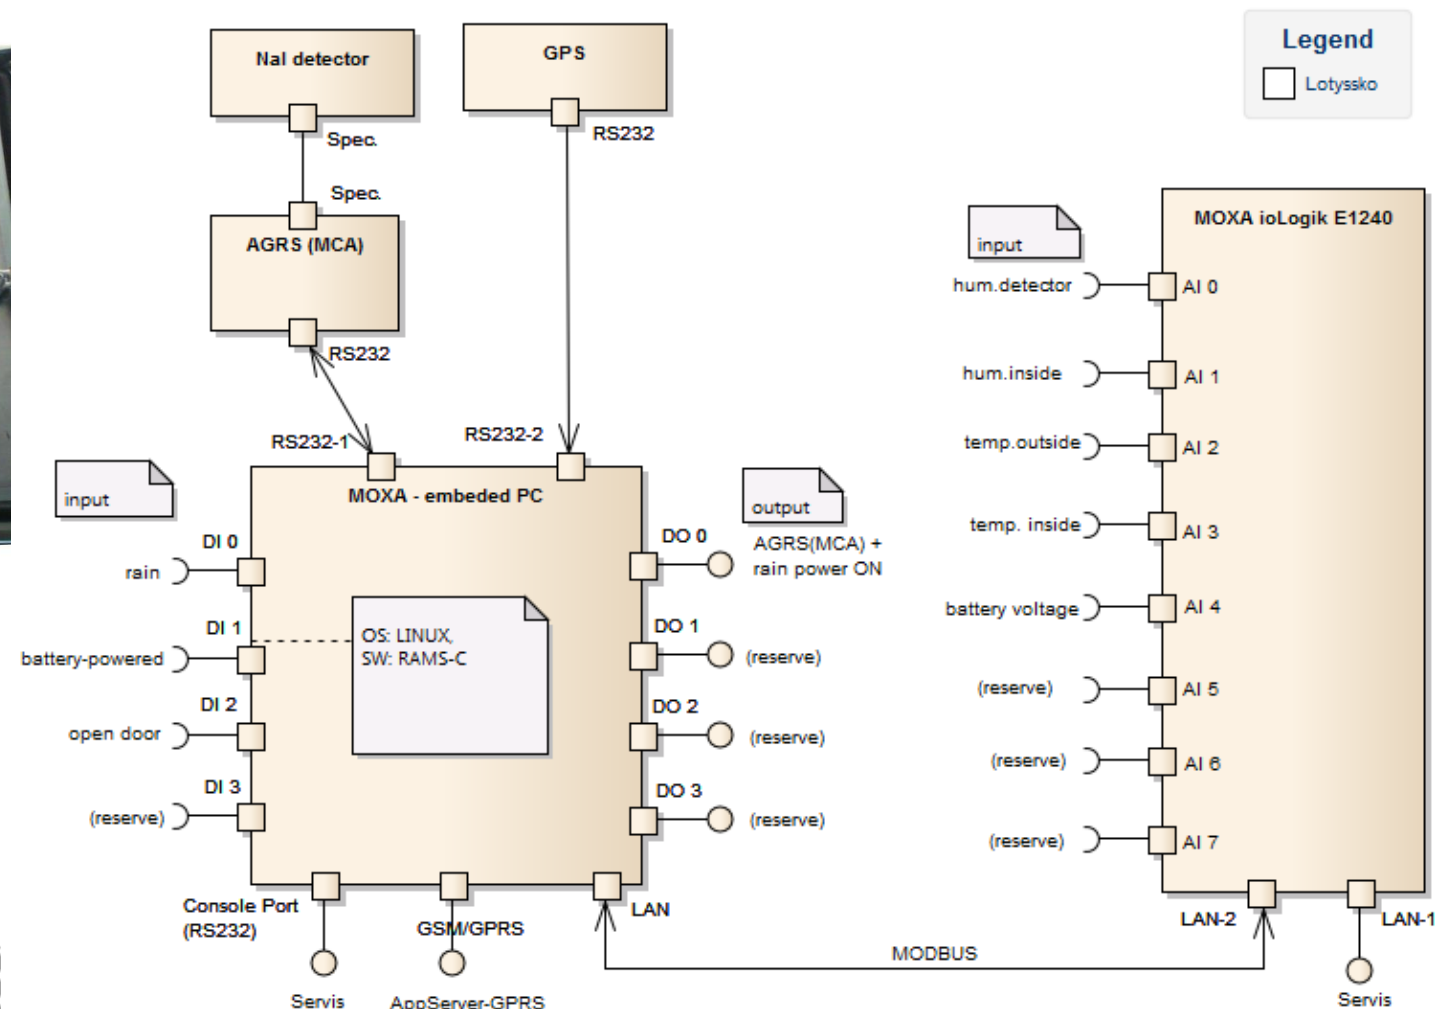 NaI detector
GPS
Legend
Lotyssko
Spec.
RS232
Spec.
AGRS (MCA)
RS232
MOXA ioLogik E1240
input
hum.detector
AI 0
hum.inside
AI 1
temp.outside
AI 2
temp. inside
AI 3
battery voltage
AI 4
(reserve)
AI 5
(reserve)
AI 6
(reserve)
AI 7
LAN-2
LAN-1
Servis
RS232-1
RS232-2
input
MOXA - embeded PC
output
DI 0
rain
DI 1
battery-powered
DI 2
open door
DI 3
(reserve)
OS: LINUX,
SW: RAMS-C
DO 0
AGRS(MCA) +
rain power ON
DO 1
(reserve)
DO 2
(reserve)
DO 3
(reserve)
Console Port
(RS232)
GSM/GPRS
LAN
MODBUS
Servis
AppServer-GPRS